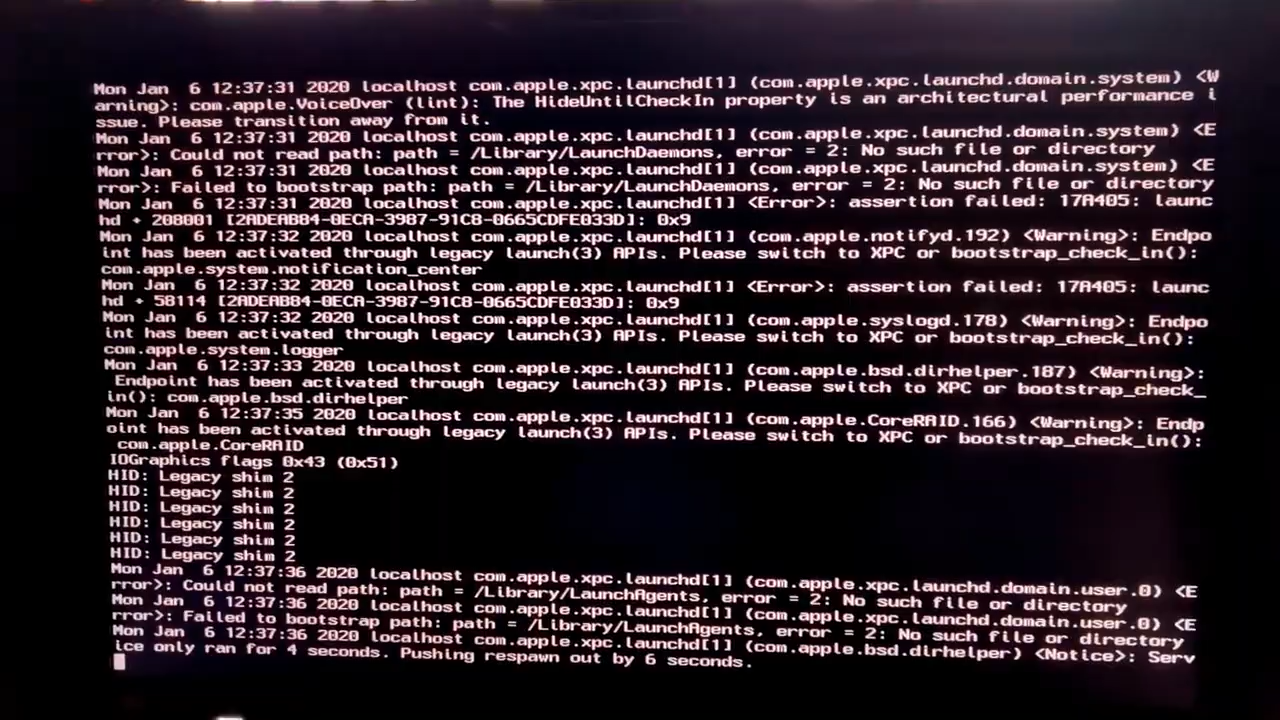 Mon Jan  6 12:37:31 2020 localhost com.apple.xpc.launchd[1] (com.apple.xpc.launchd.domain.system) <W
arning>: com.apple.VoiceOver (lint): The HideUntilCheckIn property is an architectural performance i
ssue. Please transition away from it.
Mon Jan  6 12:37:31 2020 localhost com.apple.xpc.launchd[1] (com.apple.xpc.launchd.domain.system) <E
rror>: Could not read path: path = /Library/LaunchDaemons, error = 2: No such file or directory
Mon Jan  6 12:37:31 2020 localhost com.apple.xpc.launchd[1] (com.apple.xpc.launchd.domain.system) <E
rror>: Failed to bootstrap path: path = /Library/LaunchDaemons, error = 2: No such file or directory
Mon Jan  6 12:37:31 2020 localhost com.apple.xpc.launchd[1] <Error>: assertion failed: 17A405: launc
hd + 208001 [2ADEAB84-0ECA-3987-91C8-0665CDFE033D]: 0x9
Mon Jan  6 12:37:32 2020 localhost com.apple.xpc.launchd[1] (com.apple.notifyd.192) <Warning>: Endpo
int has been activated through legacy launch(3) APIs. Please switch to XPC or bootstrap_check_in():
com.apple.system.notification_center
Mon Jan  6 12:37:32 2020 localhost com.apple.xpc.launchd[1] <Error>: assertion failed: 17A405: launc
hd + 58114 [2ADEAB84-0ECA-3987-91C8-0665CDFE033D]: 0x9
Mon Jan  6 12:37:32 2020 localhost com.apple.xpc.launchd[1] (com.apple.syslogd.178) <Warning>: Endpo
int has been activated through legacy launch(3) APIs. Please switch to XPC or bootstrap_check_in():
com.apple.system.logger
Mon Jan  6 12:37:33 2020 localhost com.apple.xpc.launchd[1] (com.apple.bsd.dirhelper.187) <Warning>:
 Endpoint has been activated through legacy launch(3) APIs. Please switch to XPC or bootstrap_check_
in(): com.apple.bsd.dirhelper
Mon Jan  6 12:37:35 2020 localhost com.apple.xpc.launchd[1] (com.apple.CoreRAID.166) <Warning>: Endp
oint has been activated through legacy launch(3) APIs. Please switch to XPC or bootstrap_check_in():
 com.apple.CoreRAID
IOGraphics flags 0x43 (0x51)
HID: Legacy shim 2
HID: Legacy shim 2
HID: Legacy shim 2
HID: Legacy shim 2
HID: Legacy shim 2
HID: Legacy shim 2
Mon Jan  6 12:37:36 2020 localhost com.apple.xpc.launchd[1] (com.apple.xpc.launchd.domain.user.0) <E
rror>: Could not read path: path = /Library/LaunchAgents, error = 2: No such file or directory
Mon Jan  6 12:37:36 2020 localhost com.apple.xpc.launchd[1] (com.apple.xpc.launchd.domain.user.0) <E
rror>: Failed to bootstrap path: path = /Library/LaunchAgents, error = 2: No such file or directory
Mon Jan  6 12:37:36 2020 localhost com.apple.xpc.launchd[1] (com.apple.bsd.dirhelper) <Notice>: Serv
ice only ran for 4 seconds. Pushing respawn out by 6 seconds.